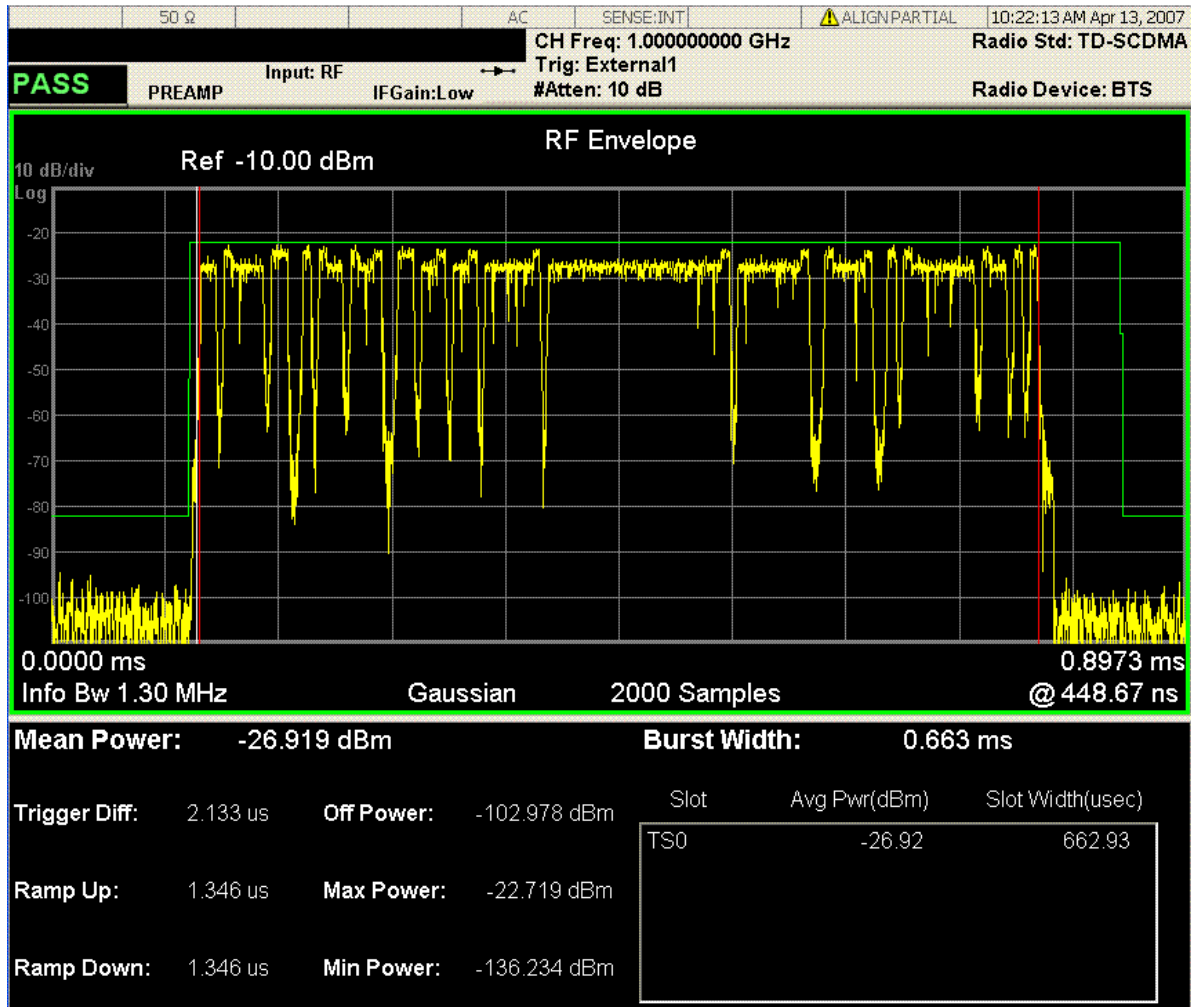 50 Ω AC SENSE:INT ALIGN PARTIAL 10:22:13 AM Apr 13, 2007
CH Freq: 1.000000000 GHz Radio Std: TD-SCDMA
Input: RF Trig: External1
PASS PREAMP IFGain:Low #Atten: 10 dB Radio Device: BTS
RF Envelope
10 dB/div Ref -10.00 dBm
Log
-20
-30
-40
-50
-60
-70
-80
-90
-100
0.0000 ms 0.8973 ms
Info Bw 1.30 MHz Gaussian 2000 Samples @ 448.67 ns
Mean Power: -26.919 dBm Burst Width: 0.663 ms
Slot Avg Pwr(dBm) Slot Width(usec)
Trigger Diff: 2.133 us Off Power: -102.978 dBm
TS0 -26.92 662.93
Ramp Up: 1.346 us Max Power: -22.719 dBm
Ramp Down: 1.346 us Min Power: -136.234 dBm